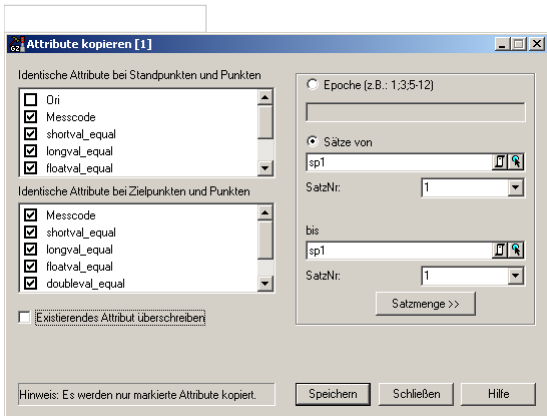 GZ Attribute kopieren [1]
Identische Attribute bei Standpunkten und Punkten
Ori
Messcode
shortval_equal
longval_equal
floatval_equal
Identische Attribute bei Zielpunkten und Punkten
Messcode
shortval_equal
longval_equal
floatval_equal
doubleval_equal
Existierendes Attribut überschreiben
Hinweis: Es werden nur markierte Attribute kopiert.
Epoche (z.B.: 1;3;5-12)
Sätze von
sp1
SatzNr:
1
bis
sp1
SatzNr:
1
Satzmenge >>
Speichern
Schließen
Hilfe